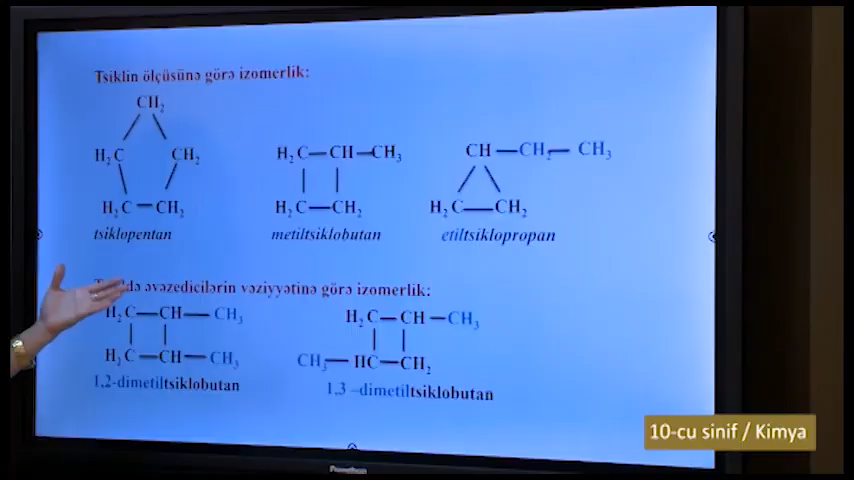 Tsiklin ölçüsünə görə izomerlik:
CH₂
H₂C CH₂
H₂C — CH₂
tsiklopentan
H₂C — CH — CH₃
H₂C — CH₂
metiltsiklobutan
CH — CH₂ — CH₃
H₂C — CH₂
etiltsiklopropan
əvəzedicilərin vəziyyətinə görə izomerlik:
H₂C — CH — CH₃
H₂C — CH — CH₃
1,2-dimetiltsiklobutan
H₂C — CH — CH₃
CH₃ — HC — CH₂
1,3 –dimetiltsiklobutan
10-cu sinif / Kimya
Promethean